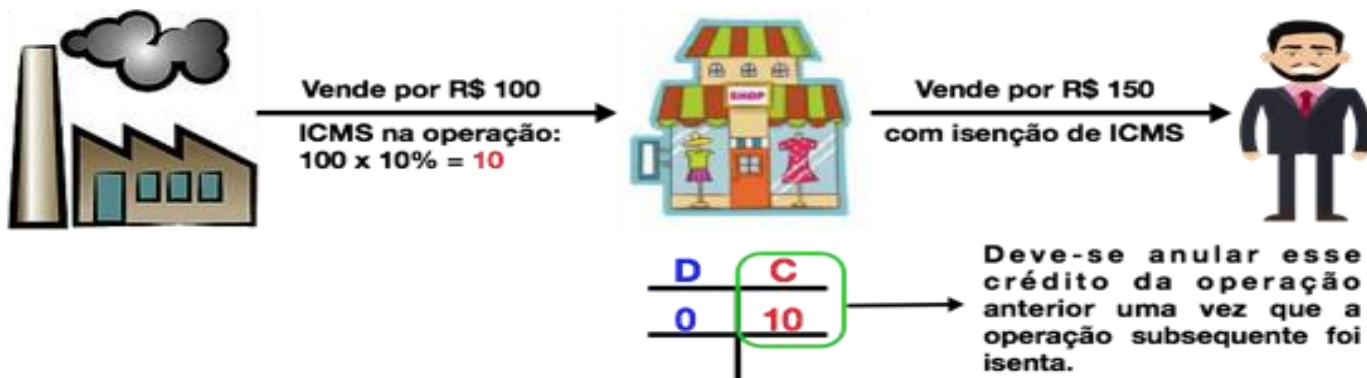 Vende por R$ 100
ICMS na operação:
100 x 10% = 10
SHOP
Vende por R$ 150
com isenção de ICMS
D C
0 10
Deve-se anular esse
crédito da operação
anterior uma vez que a
operação subsequente foi
isenta.